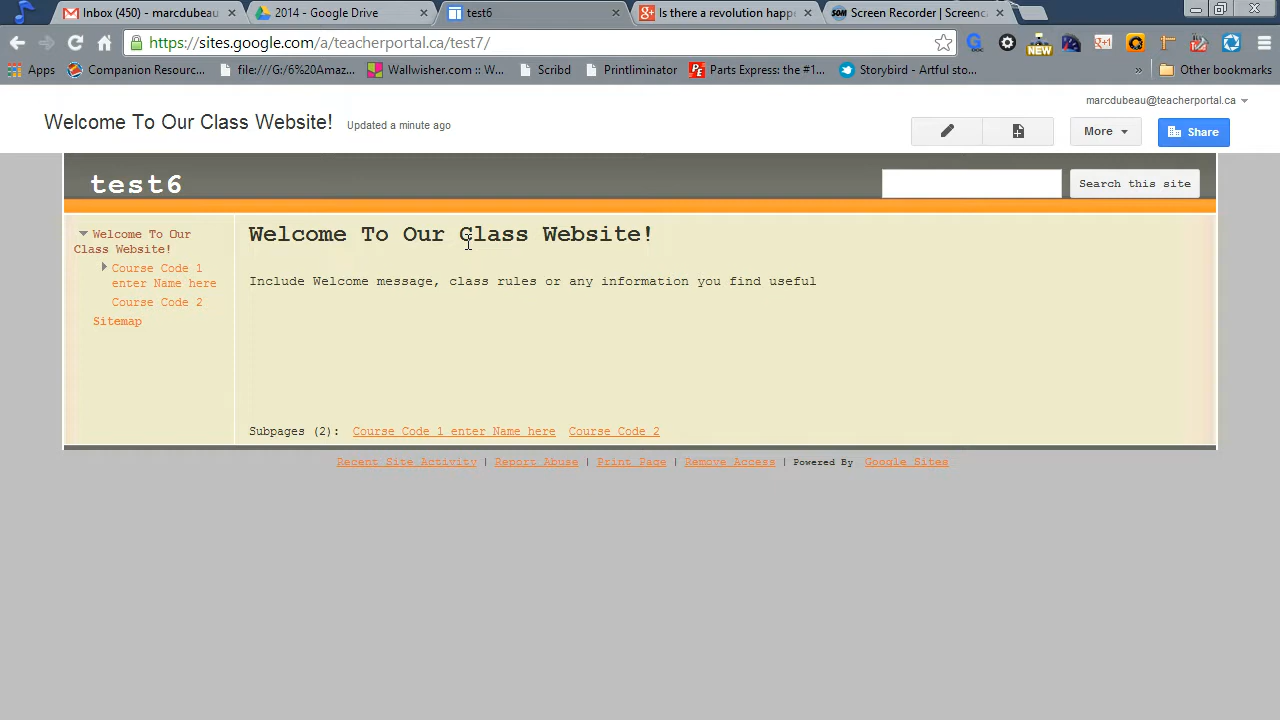 Inbox (450) - marcdubeau
2014 - Google Drive
test6
Is there a revolution happ
Screen Recorder | Screenc
https://sites.google.com/a/teacherportal.ca/test7/
NEW
Apps
Companion Resourc...
file:///G:/6%20Amaz...
Wallwisher.com :: W...
Scribd
Printliminator
Parts Express: the #1...
Storybird - Artful sto...
»
Other bookmarks
marcdubeau@teacherportal.ca
Welcome To Our Class Website!
Updated a minute ago
More
Share
test6
Search this site
Welcome To Our
Class Website!
Course Code 1
enter Name here
Course Code 2
Sitemap
Welcome To Our Class Website!
Include Welcome message, class rules or any information you find useful
Subpages (2): Course Code 1 enter Name here Course Code 2
Recent Site Activity | Report Abuse | Print Page | Remove Access | Powered By Google Sites